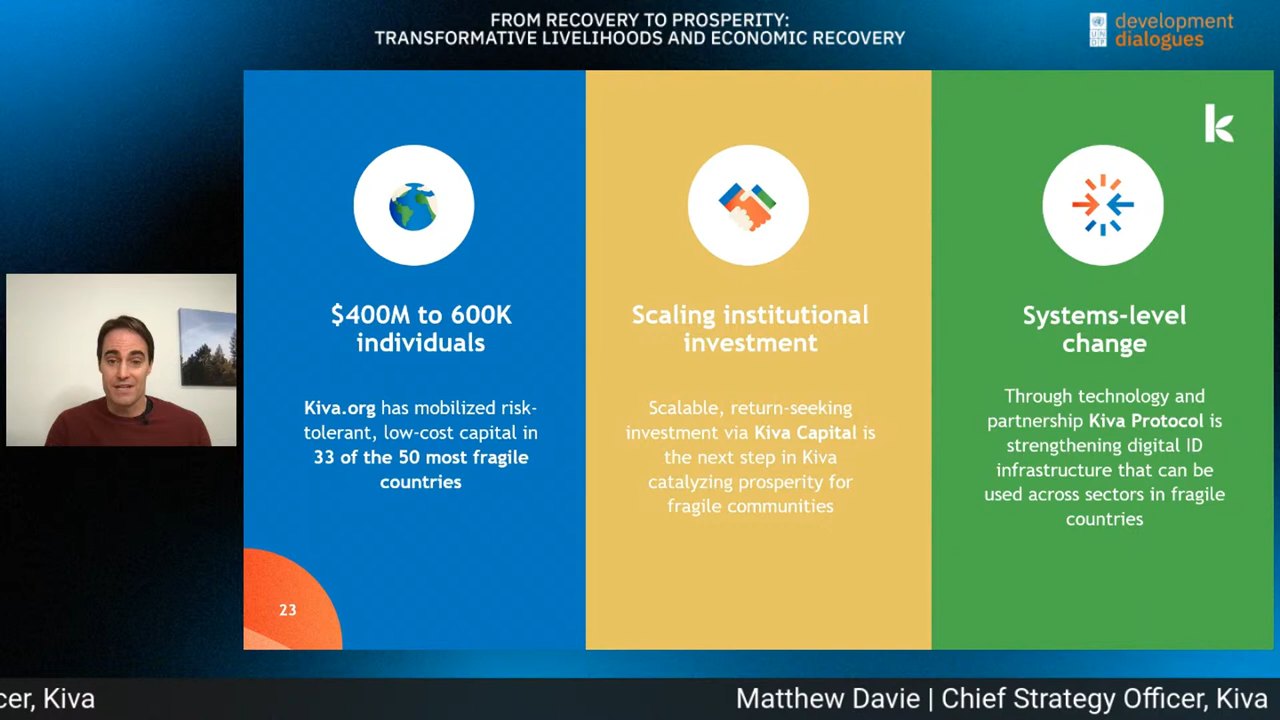 FROM RECOVERY TO PROSPERITY:
TRANSFORMATIVE LIVELIHOODS AND ECONOMIC RECOVERY
UN
DP
development
dialogues
k
$400M to 600K
individuals
Kiva.org has mobilized risk-
tolerant, low-cost capital in
33 of the 50 most fragile
countries
23
Scaling institutional
investment
Scalable, return-seeking
investment via Kiva Capital is
the next step in Kiva
catalyzing prosperity for
fragile communities
Systems-level
change
Through technology and
partnership Kiva Protocol is
strengthening digital ID
infrastructure that can be
used across sectors in fragile
countries
cer, Kiva
Matthew Davie | Chief Strategy Officer, Kiva